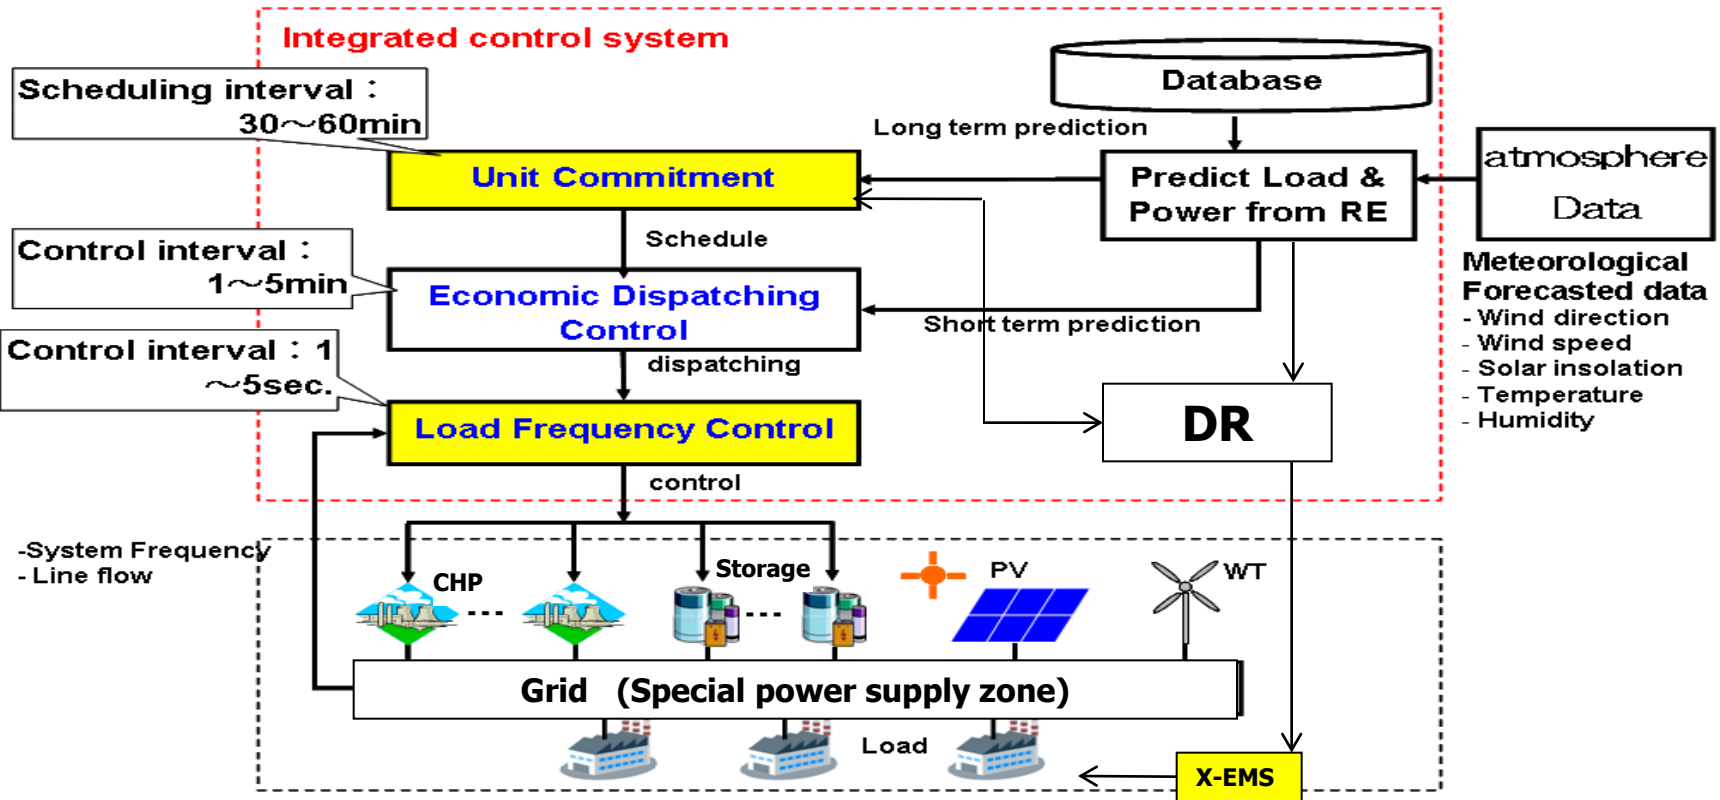 Integrated control system
Scheduling interval：
30～60min
Database
Long term prediction
Unit Commitment
Predict Load &
Power from RE
atmosphere
Data
Schedule
Control interval：
1～5min
Economic Dispatching
Control
Short term prediction
Meteorological
Forecasted data
- Wind direction
- Wind speed
- Solar insolation
- Temperature
- Humidity
Control interval：1
～5sec.
dispatching
Load Frequency Control
DR
control
-System Frequency
- Line flow
CHP
---
Storage
---
PV
WT
Grid (Special power supply zone)
Load
X-EMS